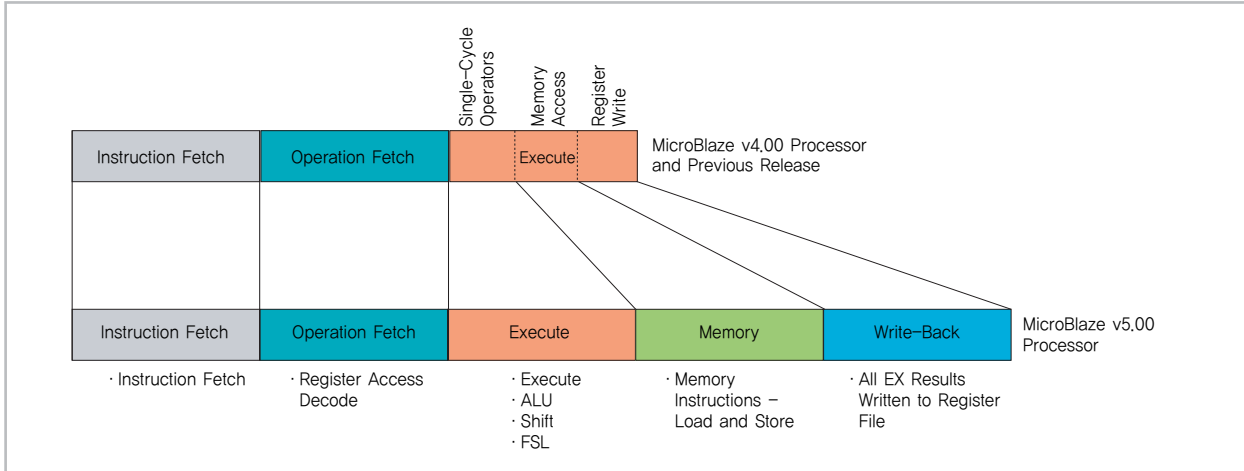 Single-Cycle
Operators
Memory
Access
Register
Write
Instruction Fetch
Operation Fetch
Execute
MicroBlaze v4.00 Processor
and Previous Release
Instruction Fetch
Operation Fetch
Execute
Memory
Write-Back
MicroBlaze v5.00
Processor
· Instruction Fetch
· Register Access
Decode
· Execute
· ALU
· Shift
· FSL
· Memory
Instructions -
Load and Store
· All EX Results
Written to Register
File